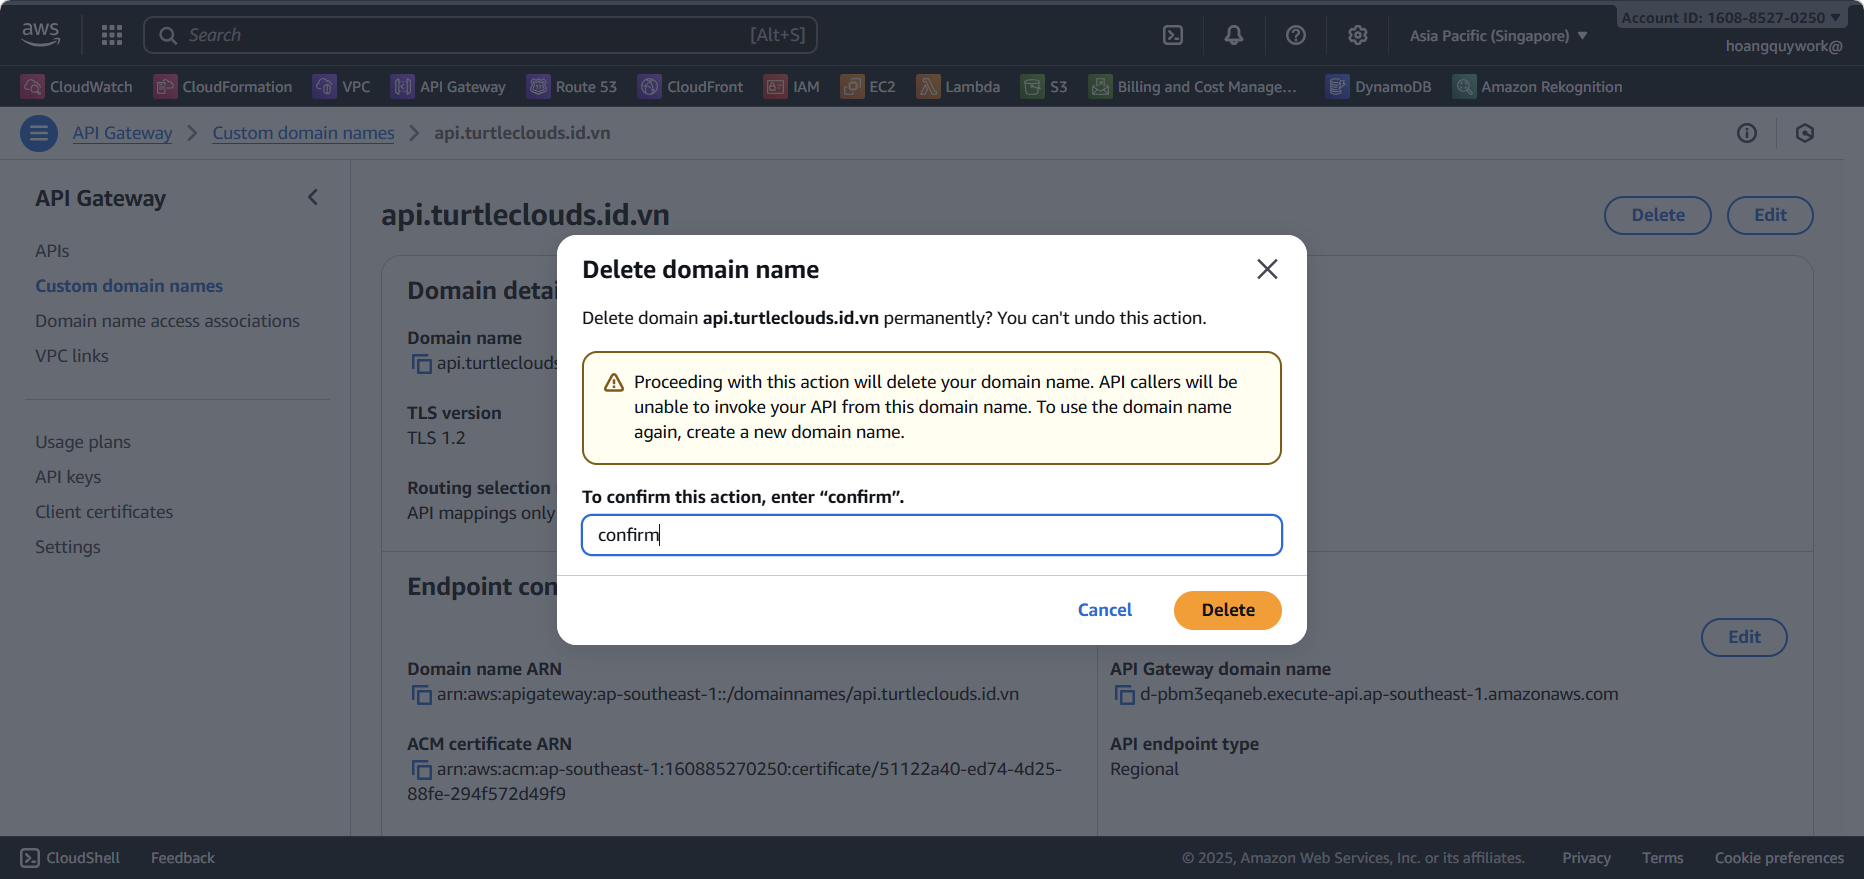 aws
Search
[Alt+S]
Asia Pacific (Singapore)
Account ID: 1608-8527-0250
hoangquywork@
CloudWatch
CloudFormation
VPC
API Gateway
Route 53
CloudFront
IAM
EC2
Lambda
S3
Billing and Cost Manage...
DynamoDB
Amazon Rekognition
API Gateway
Custom domain names
api.turtleclouds.id.vn
API Gateway
APIs
Custom domain names
Domain name access associations
VPC links
Usage plans
API keys
Client certificates
Settings
api.turtleclouds.id.vn
Delete
Edit
Domain detai
Domain name
api.turtleclouds
TLS version
TLS 1.2
Routing selection
API mappings only
Delete domain name
Delete domain api.turtleclouds.id.vn permanently? You can't undo this action.
Proceeding with this action will delete your domain name. API callers will be
unable to invoke your API from this domain name. To use the domain name
again, create a new domain name.
To confirm this action, enter “confirm”.
confirm
Cancel
Delete
Endpoint con
Edit
Domain name ARN
arn:aws:apigateway:ap-southeast-1::/domainnames/api.turtleclouds.id.vn
ACM certificate ARN
arn:aws:acm:ap-southeast-1:160885270250:certificate/51122a40-ed74-4d25-
88fe-294f572d49f9
API Gateway domain name
d-pbm3eqaneb.execute-api.ap-southeast-1.amazonaws.com
API endpoint type
Regional
CloudShell
Feedback
© 2025, Amazon Web Services, Inc. or its affiliates.
Privacy
Terms
Cookie preferences